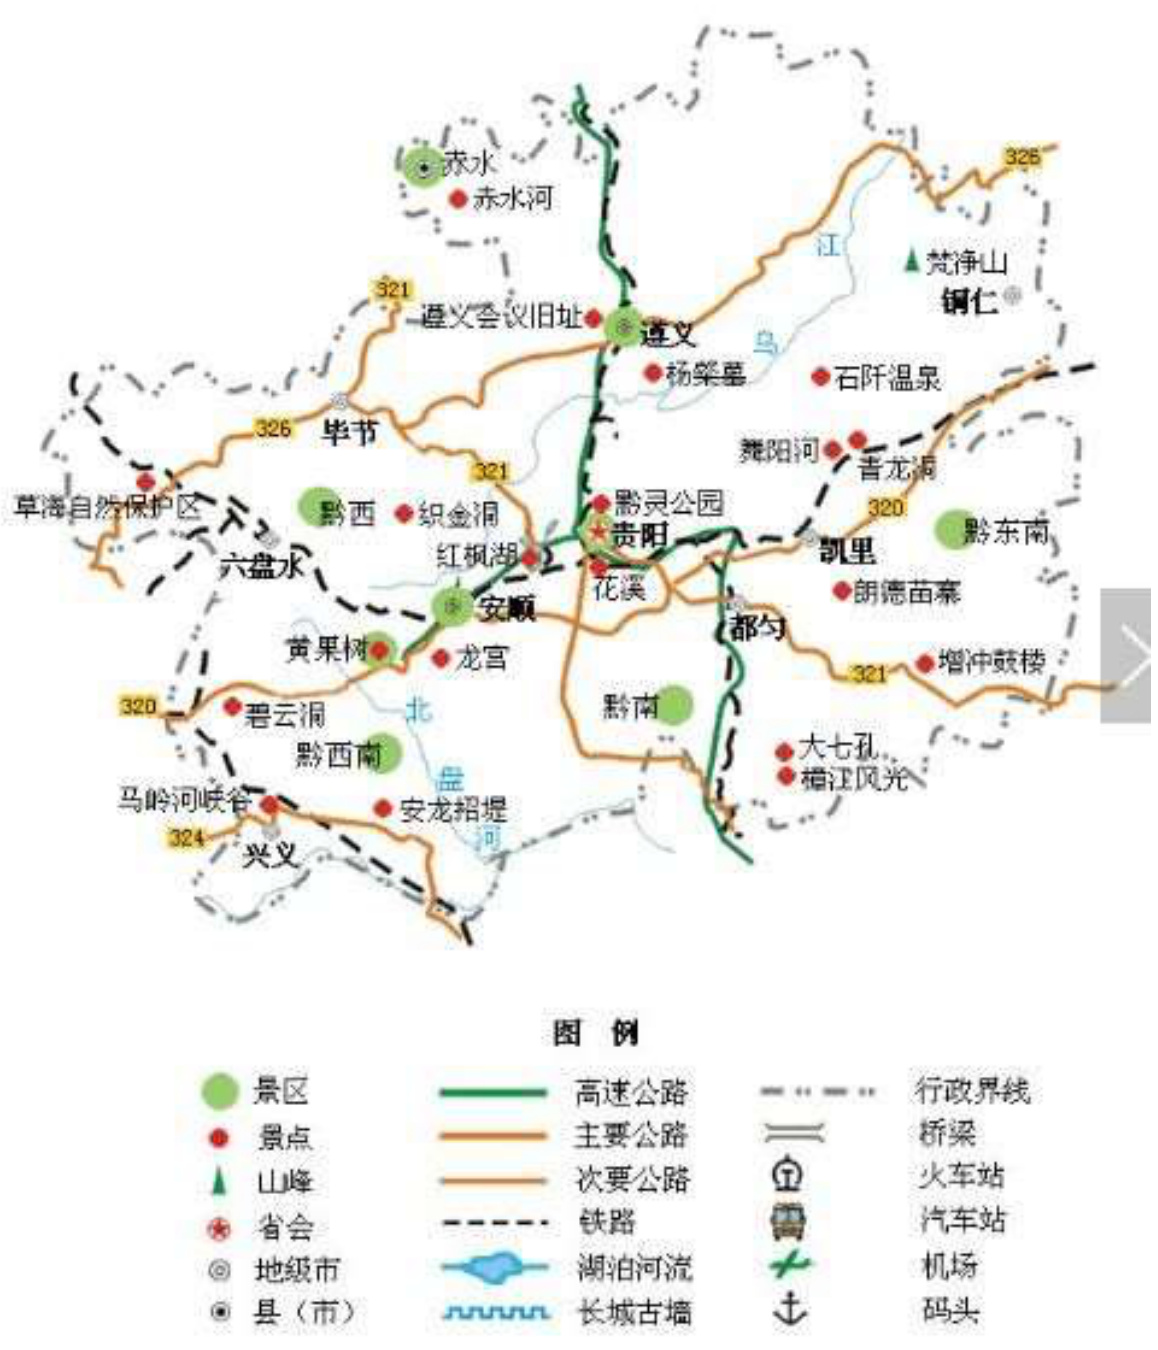 赤水
赤水河
326
江
梵净山
铜仁
321
遵义会议旧址
遵义
乌
杨粲墓
石阡温泉
毕节
326
舞阳河
青龙洞
321
草海自然保护区
黔西
织金洞
黔灵公园
贵阳
320
黔东南
红枫湖
凯里
六盘水
花溪
朗德苗寨
安顺
都匀
黄果树
龙宫
增冲鼓楼
321
320
碧云洞
北
黔南
黔西南
大七孔
樟江风光
盘
马岭河峡谷
安龙招堤
324
河
兴义
图 例
景区 高速公路 行政界线
景点 主要公路 桥梁
山峰 次要公路 火车站
省会 铁路 汽车站
地级市 湖泊河流 机场
县（市） 长城古墙 码头